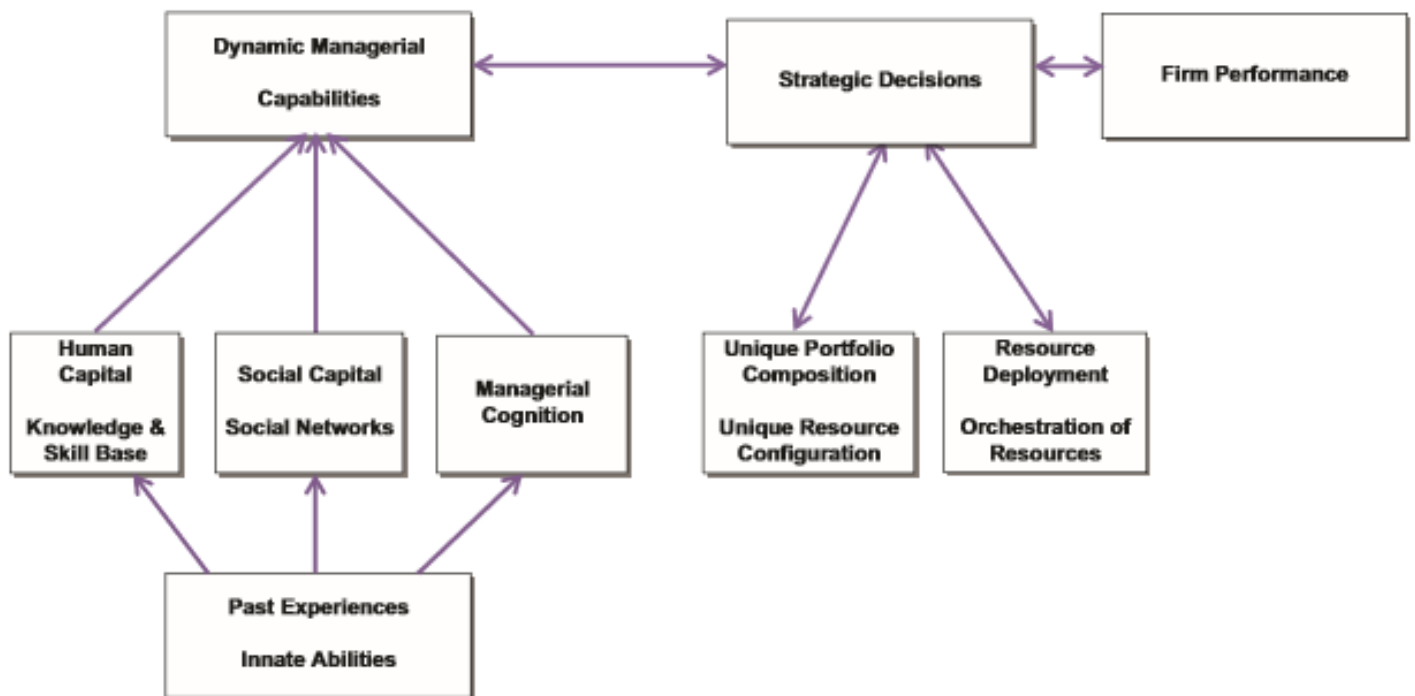 Dynamic Managerial
Capabilities
Strategic Decisions
Firm Performance
Human
Capital
Knowledge &
Skill Base
Social Capital
Social Networks
Managerial
Cognition
Unique Portfolio
Composition
Unique Resource
Configuration
Resource
Deployment
Orchestration of
Resources
Past Experiences
Innate Abilities